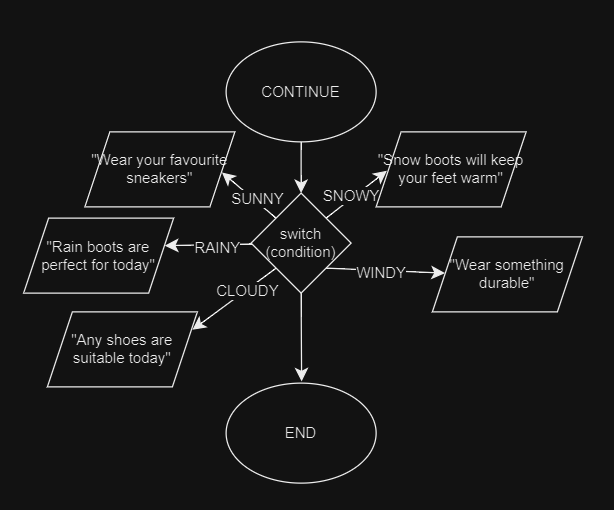 CONTINUE
"Wear your favourite
sneakers"
"Snow boots will keep
your feet warm"
SUNNY
SNOWY
switch
(condition)
"Rain boots are
perfect for today"
RAINY
WINDY
"Wear something
durable"
CLOUDY
"Any shoes are
suitable today"
END